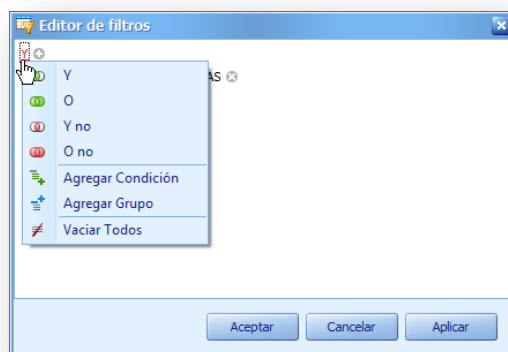 Editor de filtros
Y
AS
Y
O
Y no
O no
Agregar Condición
Agregar Grupo
Vaciar Todos
Aceptar Cancelar Aplicar